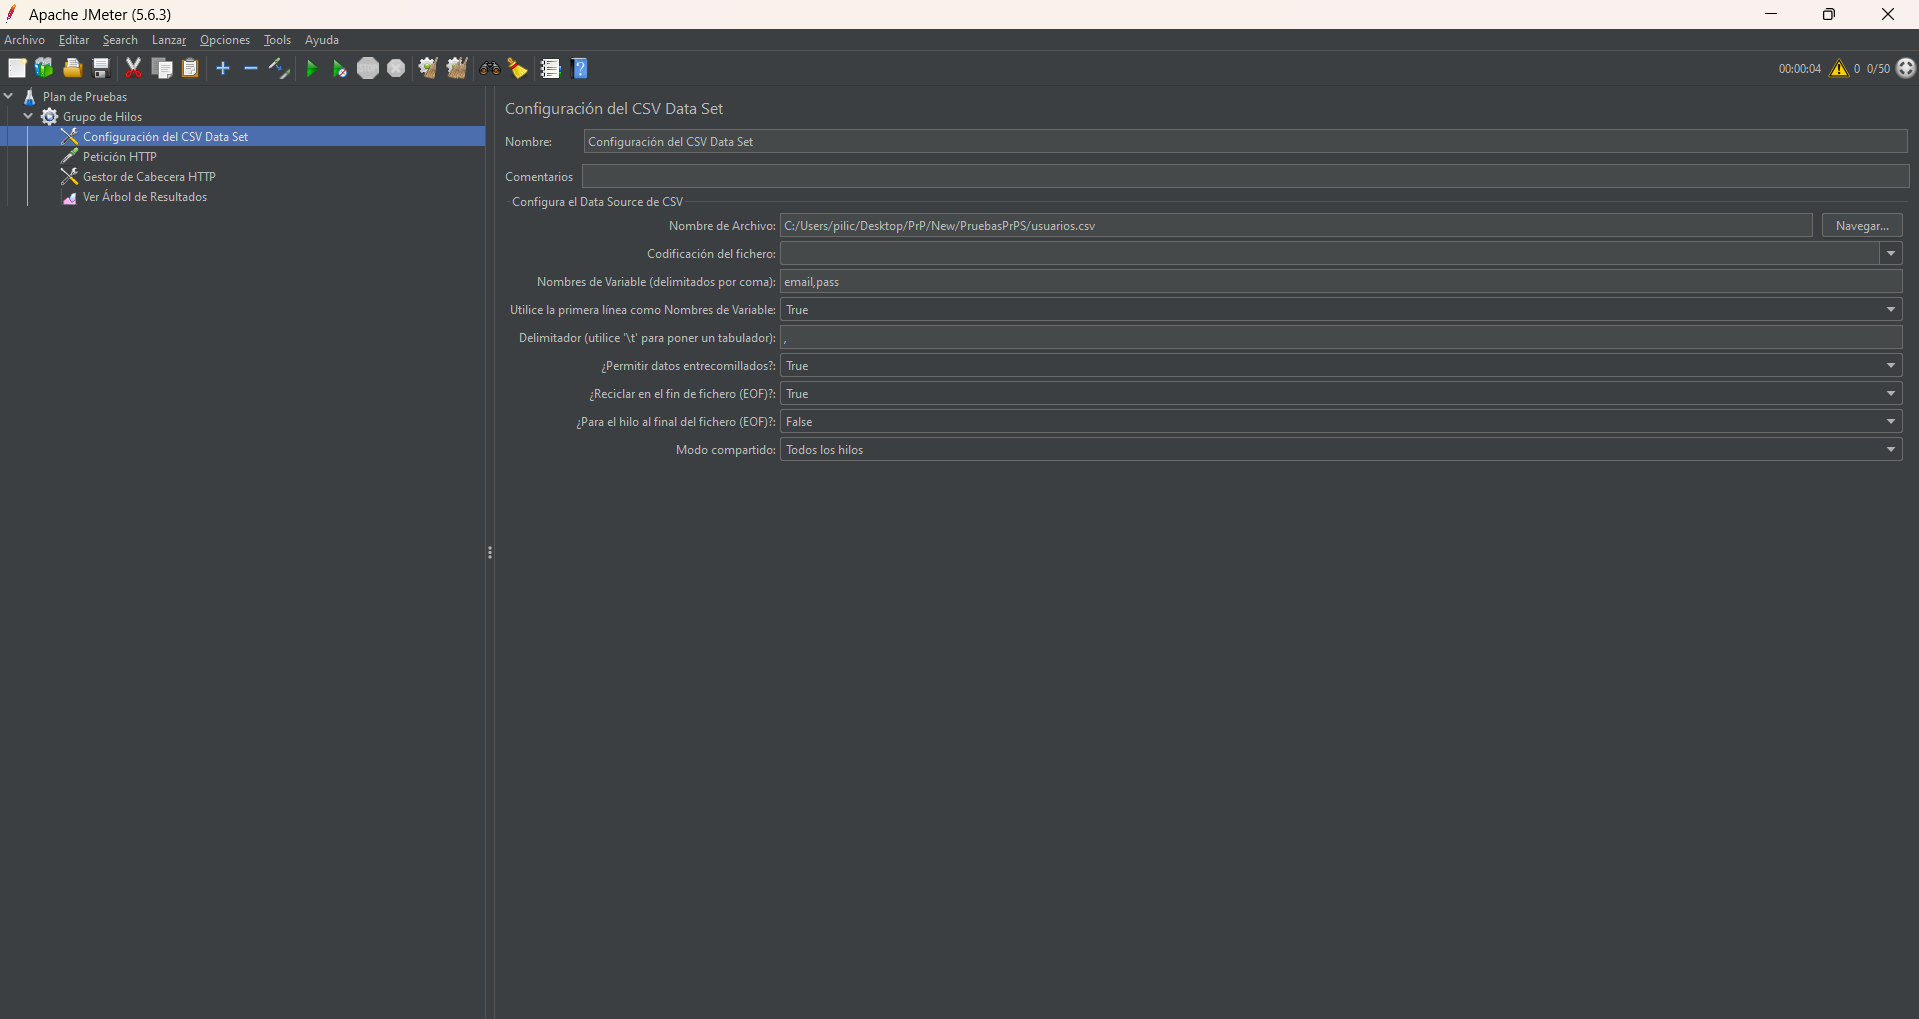 Apache JMeter (5.6.3)
Archivo Editar Search Lanzar Opciones Tools Ayuda
00:00:04 0 0/50
Plan de Pruebas
Grupo de Hilos
Configuración del CSV Data Set
Petición HTTP
Gestor de Cabecera HTTP
Ver Árbol de Resultados
Configuración del CSV Data Set
Nombre: Configuración del CSV Data Set
Comentarios
Configura el Data Source de CSV
Nombre de Archivo: C:/Users/pilic/Desktop/PrP/New/PruebasPrPS/usuarios.csv Navegar...
Codificación del fichero:
Nombres de Variable (delimitados por coma): email,pass
Utilice la primera línea como Nombres de Variable: True
Delimitador (utilice '\t' para poner un tabulador): ,
¿Permitir datos entrecomillados?: True
¿Reciclar en el fin de fichero (EOF)?: True
¿Para el hilo al final del fichero (EOF)?: False
Modo compartido: Todos los hilos